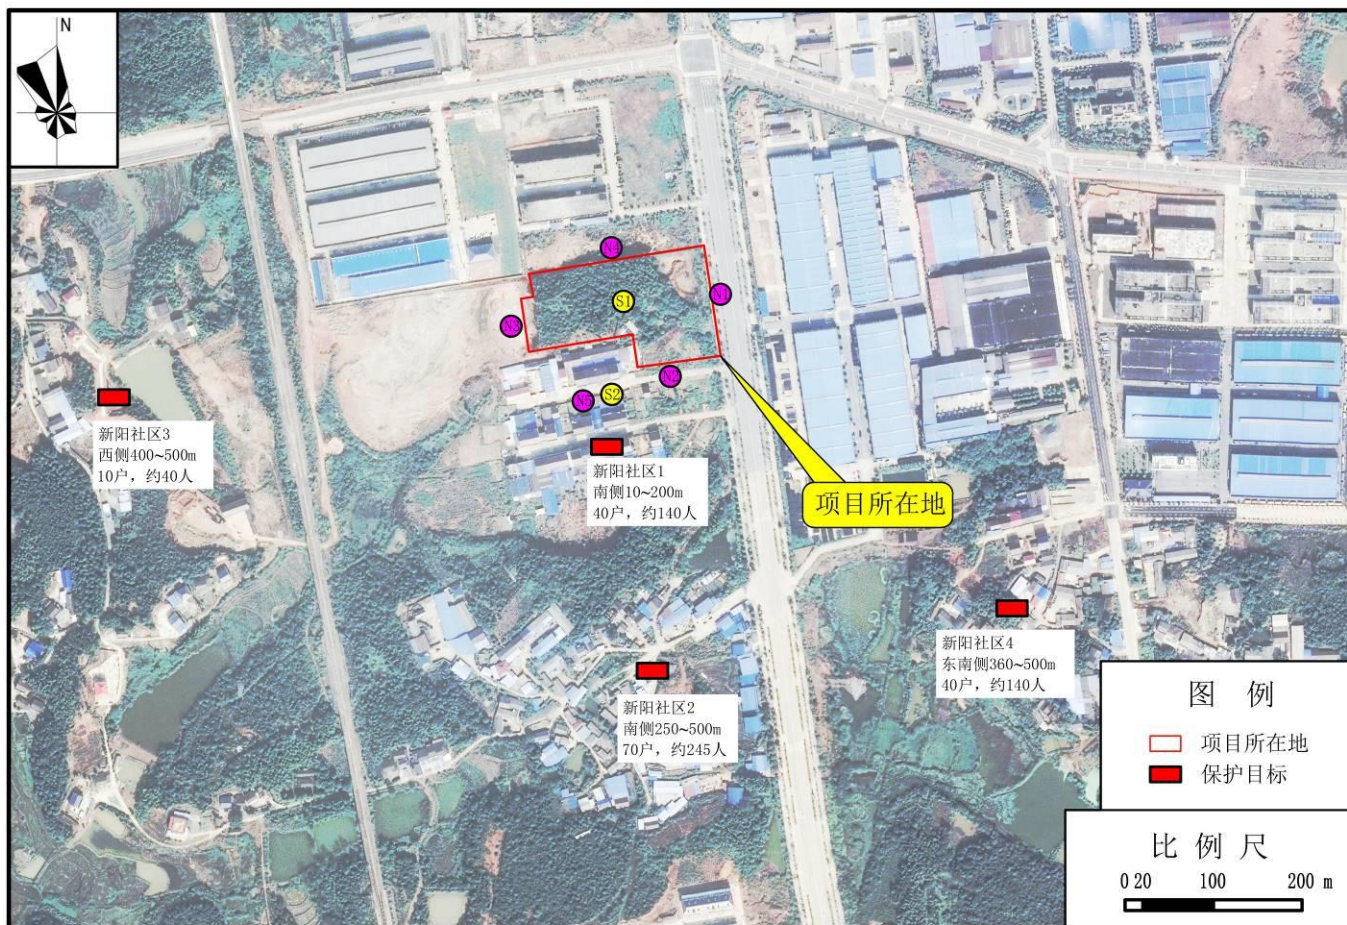 N
N4
S1
N1
N3
N2
N5
S2
新阳社区3
西侧400~500m
10户，约40人
新阳社区1
南侧10~200m
40户，约140人
项目所在地
新阳社区4
东南侧360~500m
40户，约140人
新阳社区2
南侧250~500m
70户，约245人
图 例
项目所在地
保护目标
比 例 尺
0 20 100 200 m